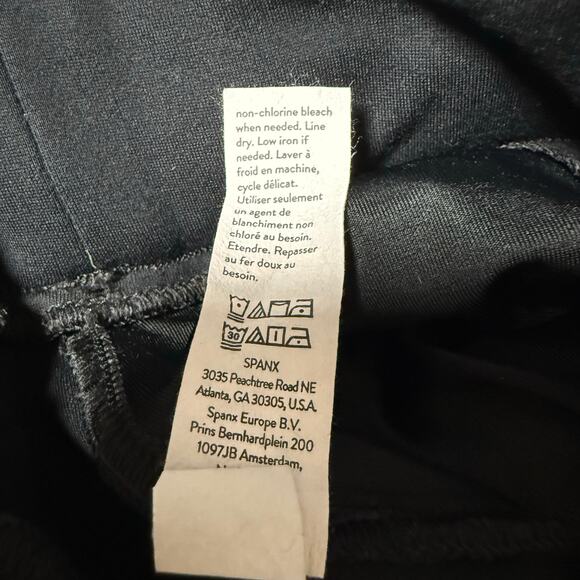 non-chlorine bleach
when needed. Line
dry. Low iron if
needed. Laver à
froid en machine,
cycle délicat.
Utiliser seulement
un agent de
blanchiment non
chloré au besoin.
Etendre. Repasser
au fer doux au
besoin.
30
SPANX
3035 Peachtree Road NE
Atlanta, GA 30305, U.S.A.
Spanx Europe B.V.
Prins Bernhardplein 200
1097JB Amsterdam,